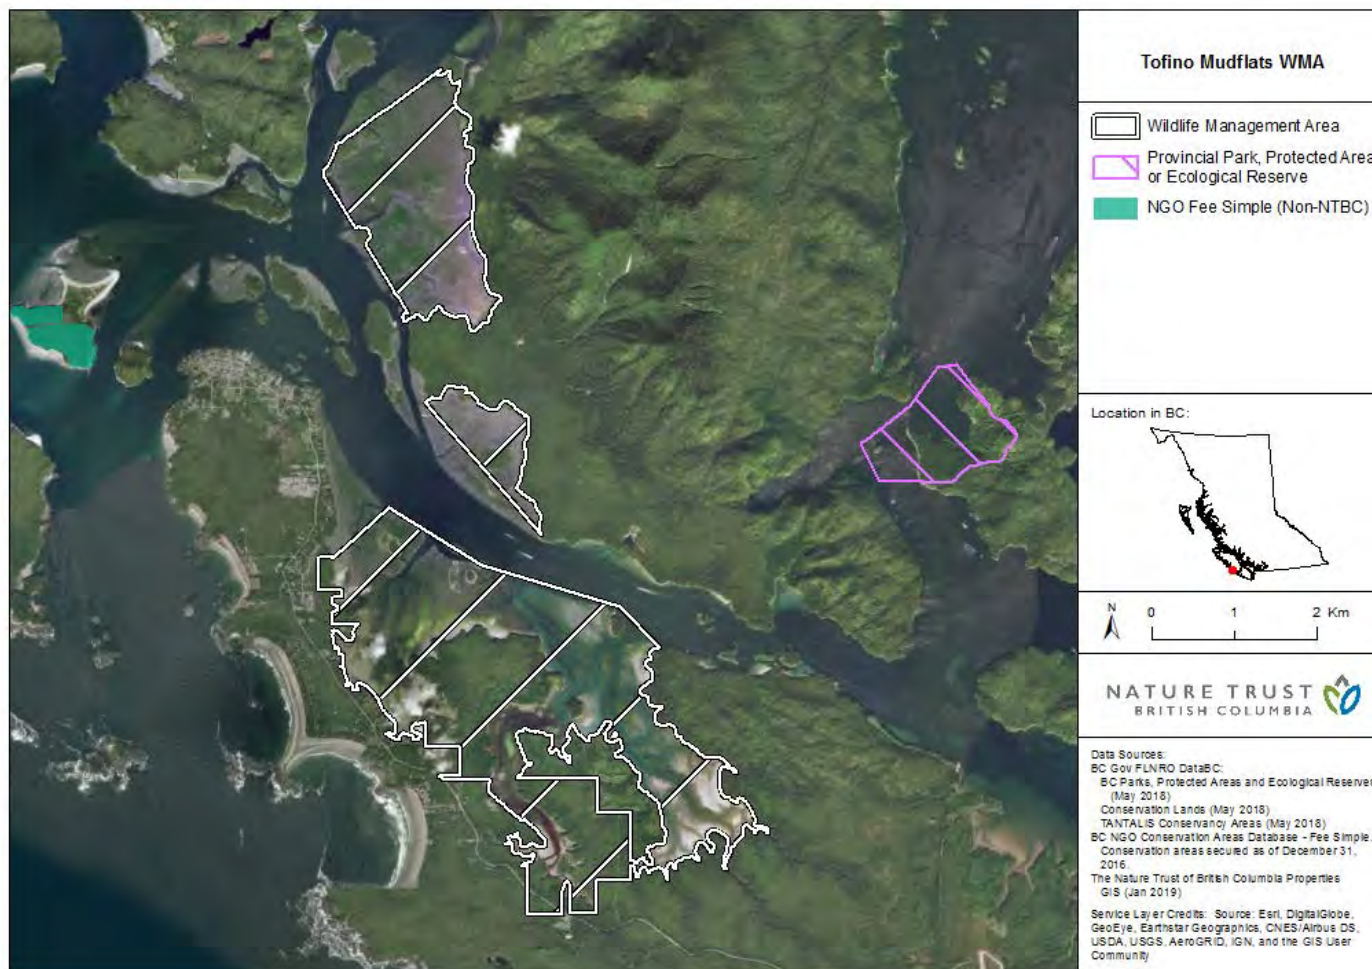 Tofino Mudflats WMA
Wildlife Management Area
Provincial Park, Protected Area
or Ecological Reserve
NGO Fee Simple (Non-NTBC)
Location in BC:
N
0 1 2 Km
NATURE TRUST
BRITISH COLUMBIA
Data Sources:
BC Gov FLNRO DataBC:
BC Parks, Protected Areas and Ecological Reserves
(May 2018)
Conservation Lands (May 2018)
TANTALIS Conservancy Areas (May 2018)
BC NGO Conservation Areas Database - Fee Simple.
Conservation areas secured as of December 31,
2016.
The Nature Trust of British Columbia Properties
GIS (Jan 2019)
Service Layer Credits: Source: Esri, DigitalGlobe,
GeoEye, Earthstar Geographics, CNES/Airbus DS,
USDA, USGS, AeroGRID, IGN, and the GIS User
Community